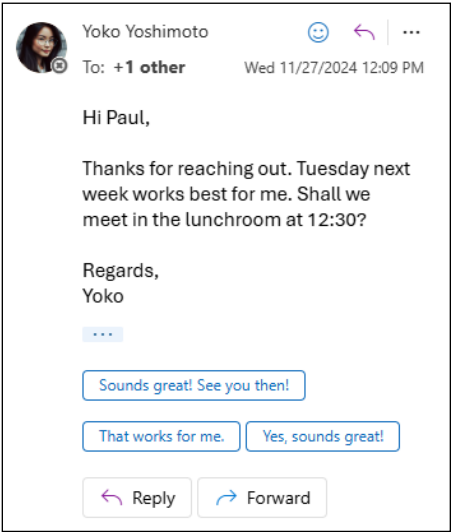 Yoko Yoshimoto
To: +1 other Wed 11/27/2024 12:09 PM
Hi Paul,
Thanks for reaching out. Tuesday next
week works best for me. Shall we
meet in the lunchroom at 12:30?
Regards,
Yoko
...
Sounds great! See you then!
That works for me. Yes, sounds great!
Reply Forward